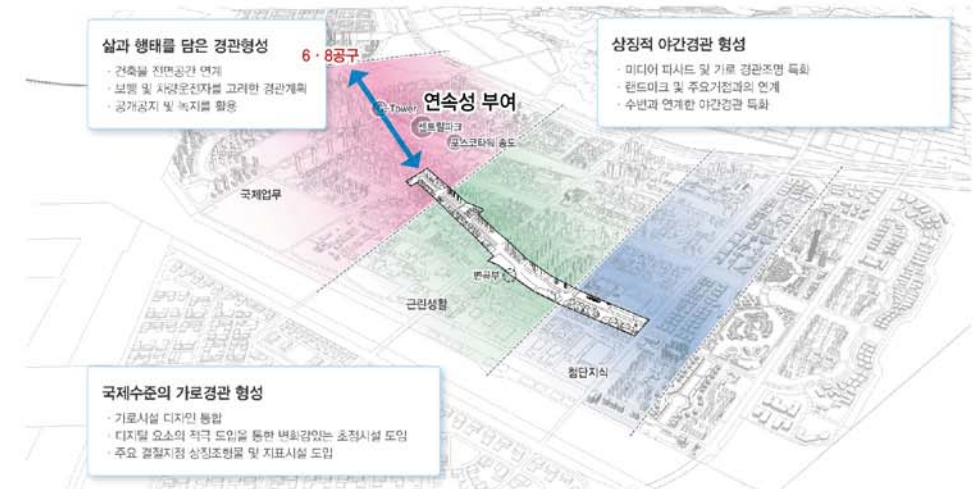 삶과 행태를 담은 경관형성
· 건축물 전면공간 연계
· 보행 및 차량운전자를 고려한 경관계획
· 공개공지 및 녹지를 활용
6 · 8공구
상징적 야간경관 형성
· 미디어 파사드 및 가로 경관조명 특화
· 랜드마크 및 주요거점과의 연계
· 수변과 연계한 야간경관 특화
연속성 부여
Tower
센트럴파크
포스코타워 송도
국제업무
변곡부
근린생활
첨단지식
국제수준의 가로경관 형성
· 가로시설 디자인 통합
· 디지털 요소의 적극 도입을 통한 변화감있는 초점시설 도입
· 주요 결절지점 상징조형물 및 지표시설 도입